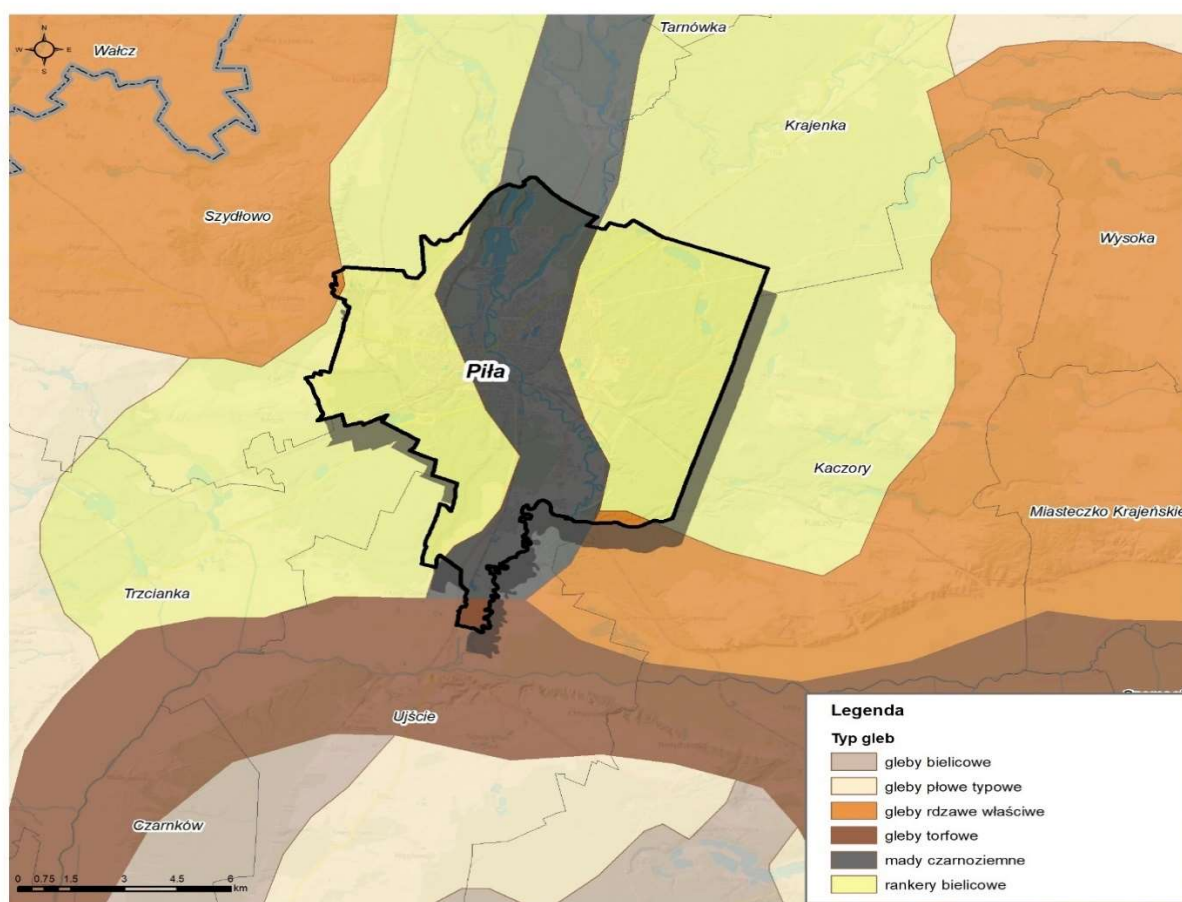 Tarnówka
N
W E
S
Wałcz
Krajenka
Szydłowo
Wysoka
Piła
Kaczory
Miasteczko Krajeńskie
Trzcianka
Ujście
Czarnków
Legenda
Typ gleb
gleby bielicowe
gleby płowe typowe
gleby rdzawe właściwe
gleby torfowe
mady czarnoziemne
rankery bielicowe
0 0.75 1.5 3 4.5 6
km